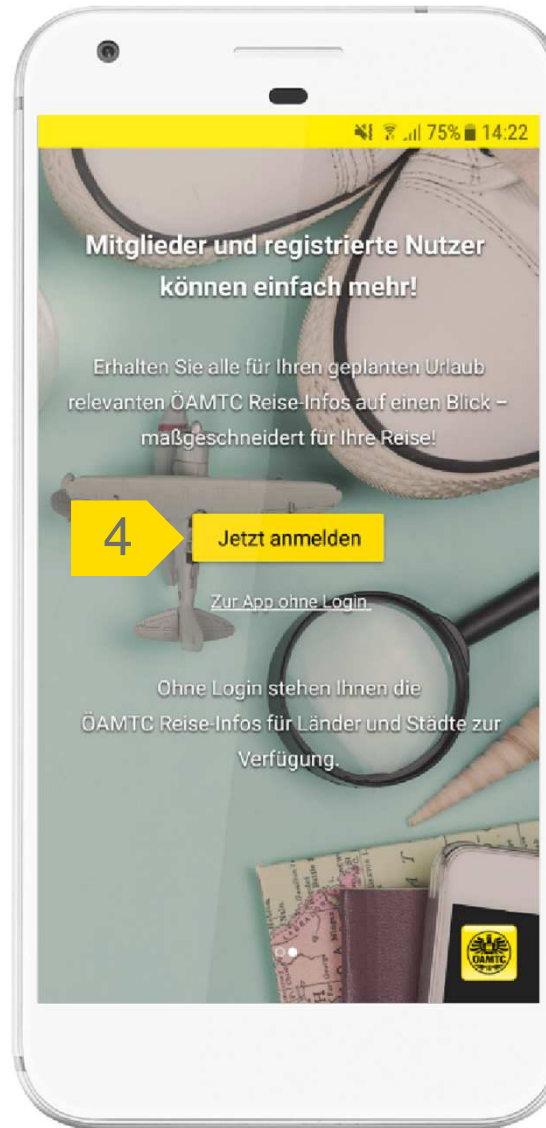 75% 14:22
Mitglieder und registrierte Nutzer
können einfach mehr!
Erhalten Sie alle für Ihren geplanten Urlaub
relevanten ÖAMTC Reise-Infos auf einen Blick –
maßgeschneidert für Ihre Reise!
4
Jetzt anmelden
Zur App ohne Login
Ohne Login stehen Ihnen die
ÖAMTC Reise-Infos für Länder und Städte zur
Verfügung.
ÖAMTC